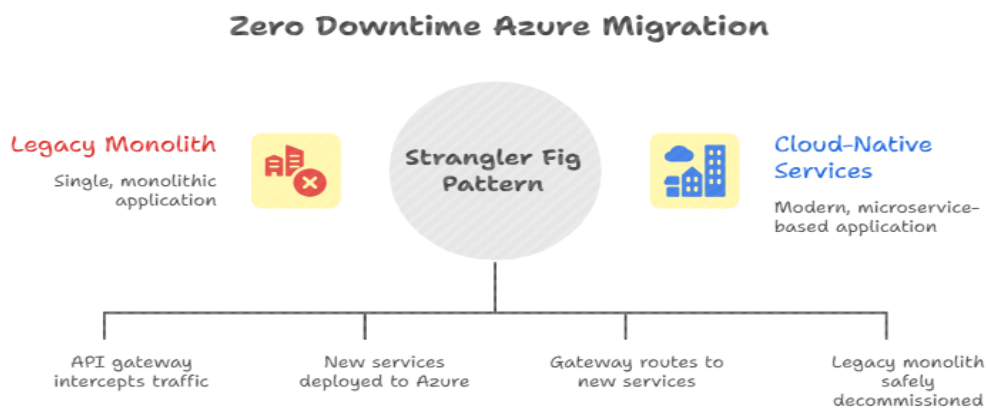 Zero Downtime Azure Migration
Legacy Monolith
Single, monolithic
application
Strangler Fig
Pattern
Cloud-Native
Services
Modern, microservice-
based application
API gateway
intercepts traffic
New services
deployed to Azure
Gateway routes to
new services
Legacy monolith
safely
decommissioned